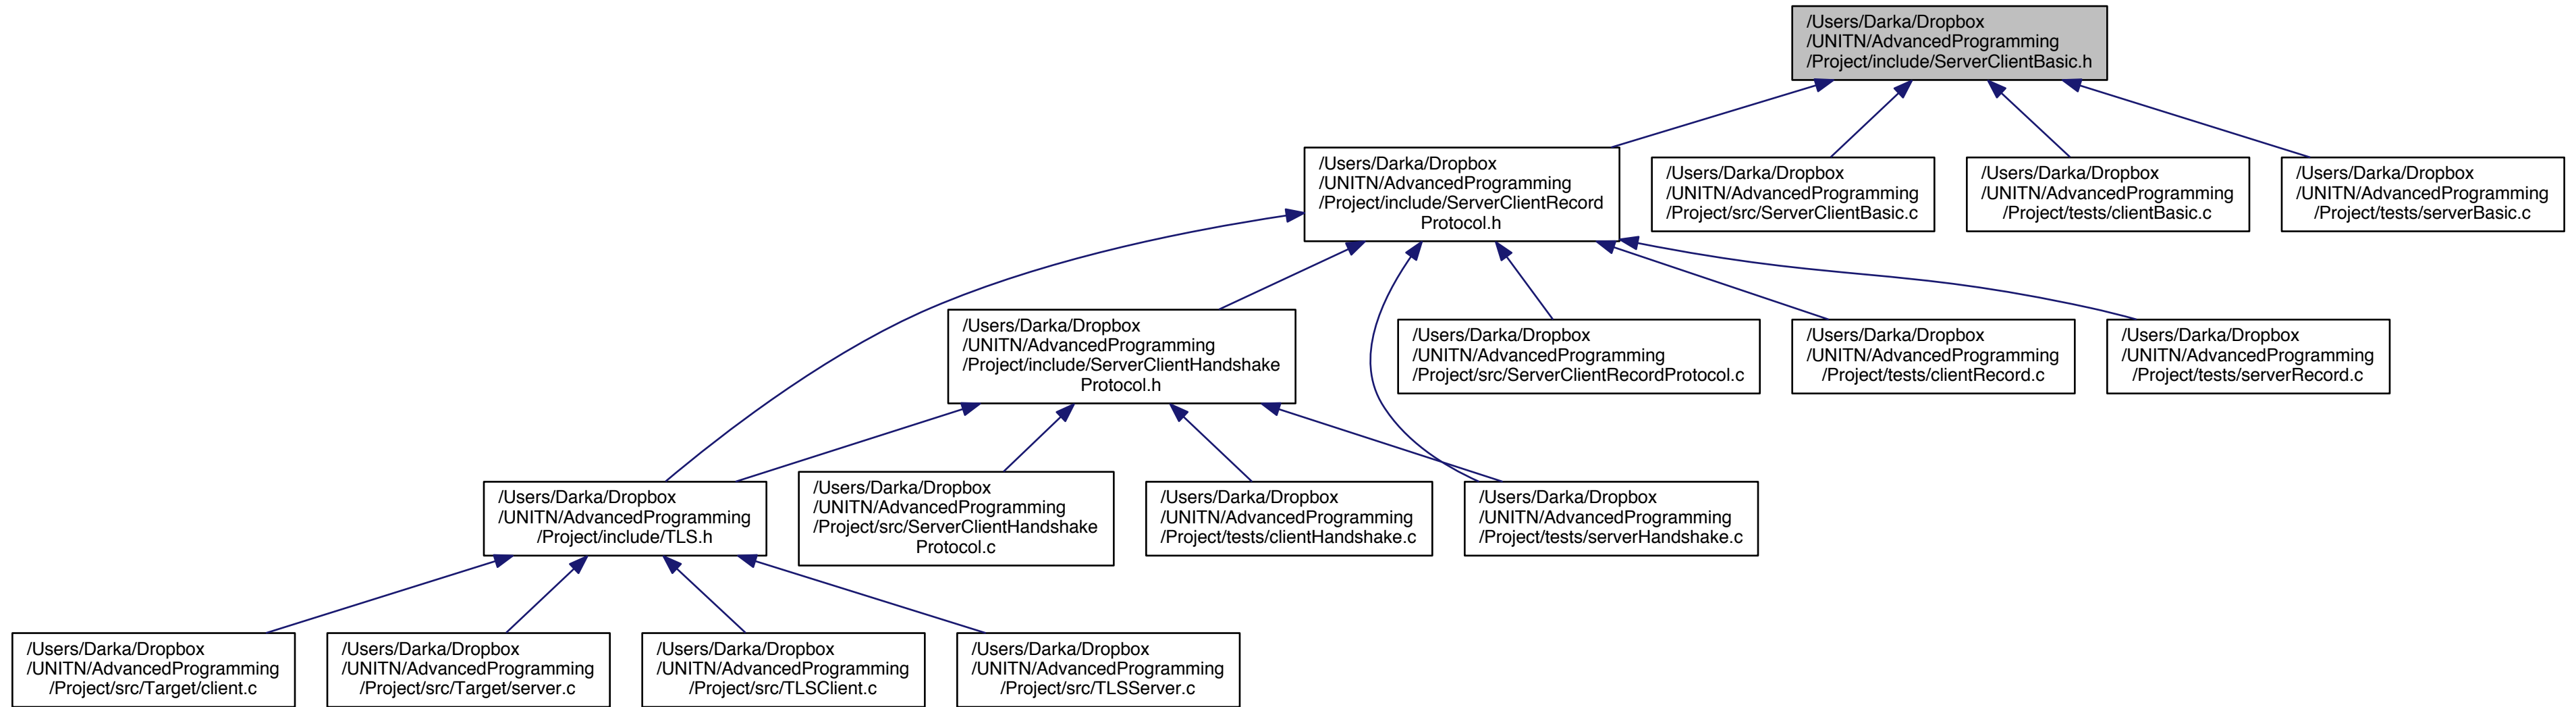 /Users/Darka/Dropbox
/UNITN/AdvancedProgramming
/Project/include/ServerClientBasic.h
/Users/Darka/Dropbox
/UNITN/AdvancedProgramming
/Project/include/ServerClientRecord
Protocol.h
/Users/Darka/Dropbox
/UNITN/AdvancedProgramming
/Project/src/ServerClientBasic.c
/Users/Darka/Dropbox
/UNITN/AdvancedProgramming
/Project/tests/clientBasic.c
/Users/Darka/Dropbox
/UNITN/AdvancedProgramming
/Project/tests/serverBasic.c
/Users/Darka/Dropbox
/UNITN/AdvancedProgramming
/Project/include/ServerClientHandshake
Protocol.h
/Users/Darka/Dropbox
/UNITN/AdvancedProgramming
/Project/src/ServerClientRecordProtocol.c
/Users/Darka/Dropbox
/UNITN/AdvancedProgramming
/Project/tests/clientRecord.c
/Users/Darka/Dropbox
/UNITN/AdvancedProgramming
/Project/tests/serverRecord.c
/Users/Darka/Dropbox
/UNITN/AdvancedProgramming
/Project/include/TLS.h
/Users/Darka/Dropbox
/UNITN/AdvancedProgramming
/Project/src/ServerClientHandshake
Protocol.c
/Users/Darka/Dropbox
/UNITN/AdvancedProgramming
/Project/tests/clientHandshake.c
/Users/Darka/Dropbox
/UNITN/AdvancedProgramming
/Project/tests/serverHandshake.c
/Users/Darka/Dropbox
/UNITN/AdvancedProgramming
/Project/src/Target/client.c
/Users/Darka/Dropbox
/UNITN/AdvancedProgramming
/Project/src/Target/server.c
/Users/Darka/Dropbox
/UNITN/AdvancedProgramming
/Project/src/TLSClient.c
/Users/Darka/Dropbox
/UNITN/AdvancedProgramming
/Project/src/TLSServer.c